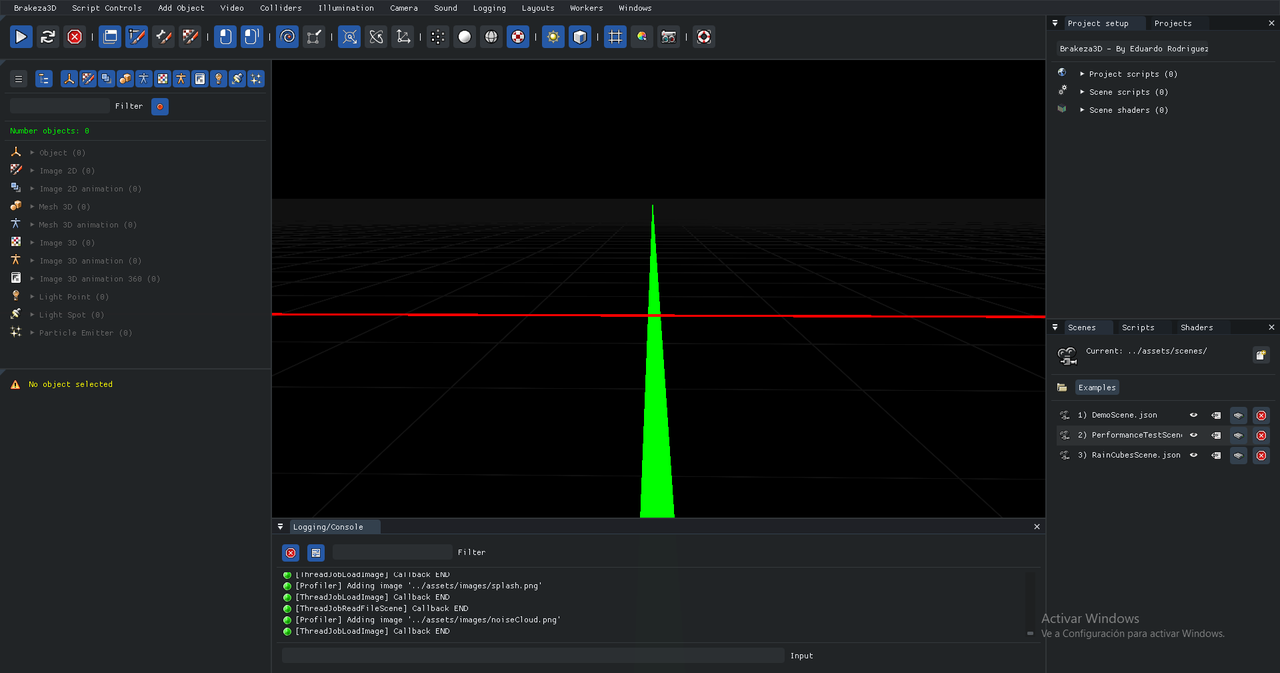 Brakeza3D Script Controls Add Object Video Colliders Illumination Camera Sound Logging Layouts Workers Windows
Filter
Number objects: 0
Object (0)
Image 2D (0)
Image 2D animation (0)
Mesh 3D (0)
Mesh 3D animation (0)
Image 3D (0)
Image 3D animation (0)
Image 3D animation 360 (0)
Light Point (0)
Light Spot (0)
Particle Emitter (0)
No object selected
Logging/Console
Filter
[ThreadJobLoadImage] Callback END
[Profiler] Adding image '../assets/images/splash.png'
[ThreadJobLoadImage] Callback END
[ThreadJobReadFileScene] Callback END
[Profiler] Adding image '../assets/images/noiseCloud.png'
[ThreadJobLoadImage] Callback END
Input
Project setup Projects
Brakeza3D - By Eduardo Rodriguez
Project scripts (0)
Scene scripts (0)
Scene shaders (0)
Scenes Scripts Shaders
Current: ../assets/scenes/
Examples
1) DemoScene.json
2) PerformanceTestScen
3) RainCubesScene.json
Activar Windows
Ve a Configuración para activar Windows.